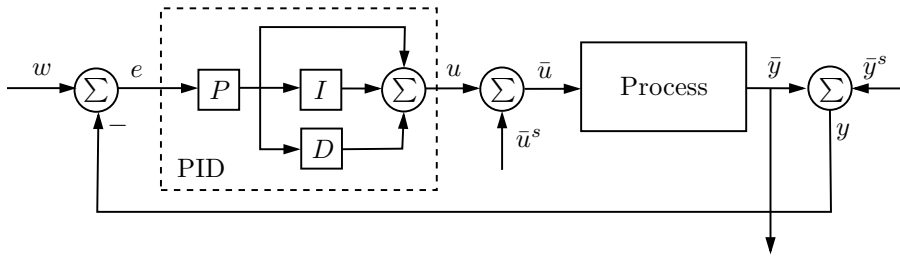 w
∑
−
e
P
I
D
∑
PID
u
∑
ū^s
ū
Process
ȳ
∑
ȳ^s
y